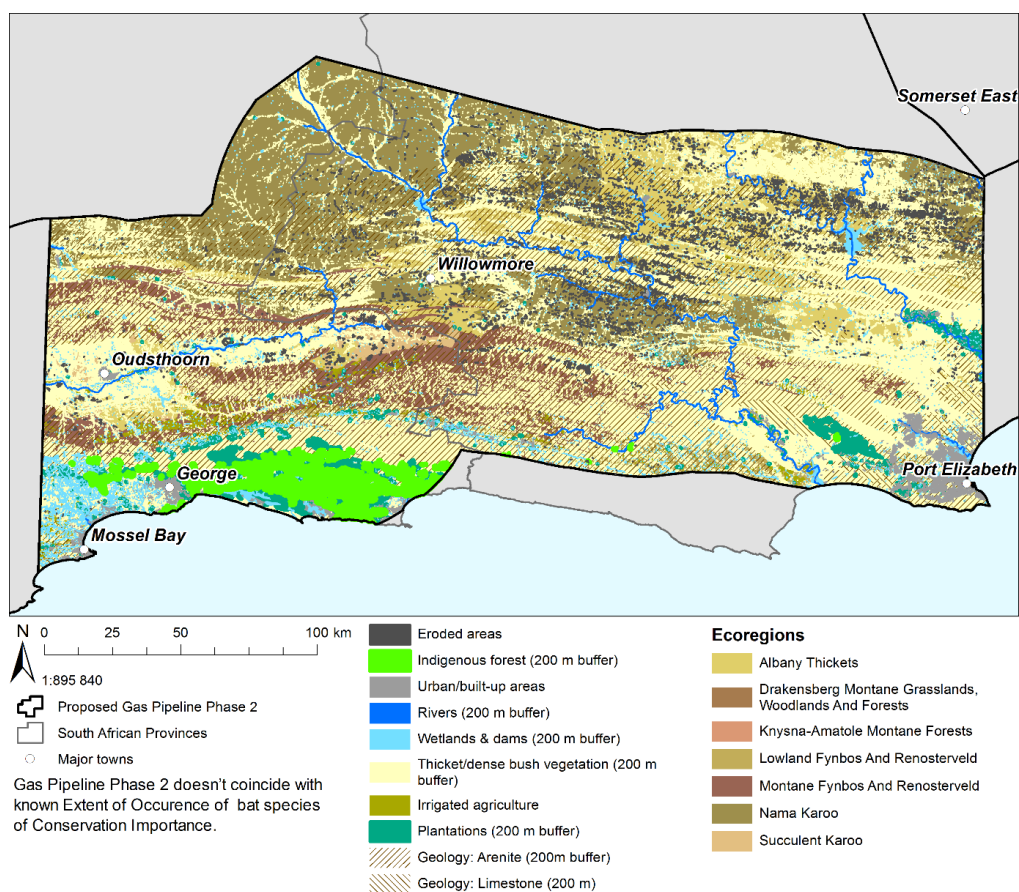 Somerset East
Willowmore
Oudsthoorn
George
Port Elizabeth
Mossel Bay
N 0 25 50 100 km
1:895 840
Proposed Gas Pipeline Phase 2
South African Provinces
Major towns
Gas Pipeline Phase 2 doesn't coincide with
known Extent of Occurence of bat species
of Conservation Importance.
Eroded areas
Indigenous forest (200 m buffer)
Urban/built-up areas
Rivers (200 m buffer)
Wetlands & dams (200 m buffer)
Thicket/dense bush vegetation (200 m
buffer)
Irrigated agriculture
Plantations (200 m buffer)
Geology: Arenite (200m buffer)
Geology: Limestone (200 m)
Ecoregions
Albany Thickets
Drakensberg Montane Grasslands,
Woodlands And Forests
Knysna-Amatole Montane Forests
Lowland Fynbos And Renosterveld
Montane Fynbos And Renosterveld
Nama Karoo
Succulent Karoo